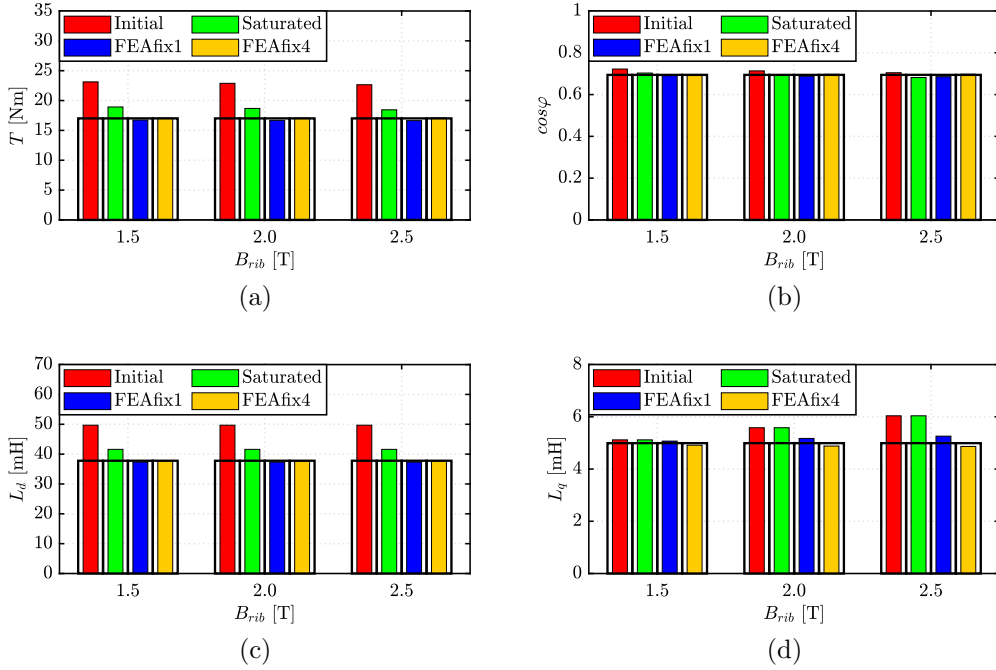 35
30
25
20
15
10
5
0
T [Nm]
Initial
Saturated
FEAfix1
FEAfix4
1.5
2.0
2.5
B_rib [T]
(a)
1
0.8
0.6
0.4
0.2
0
cosφ
Initial
Saturated
FEAfix1
FEAfix4
1.5
2.0
2.5
B_rib [T]
(b)
70
60
50
40
30
20
10
0
L_d [mH]
Initial
Saturated
FEAfix1
FEAfix4
1.5
2.0
2.5
B_rib [T]
(c)
8
6
4
2
0
L_q [mH]
Initial
Saturated
FEAfix1
FEAfix4
1.5
2.0
2.5
B_rib [T]
(d)